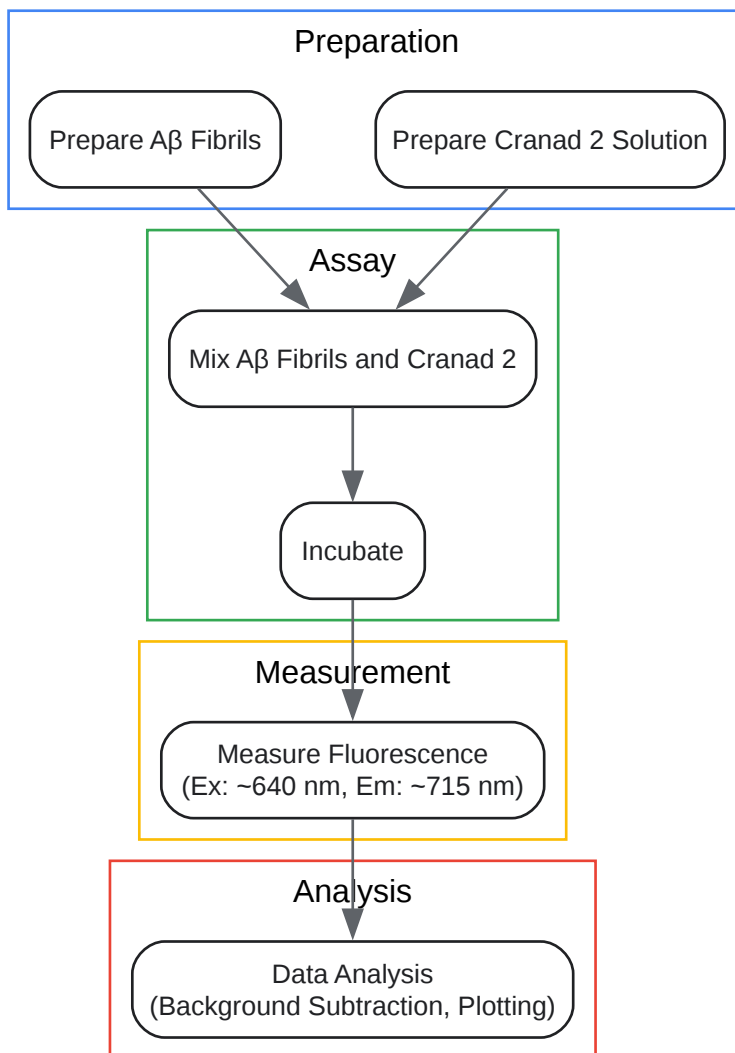 Preparation
Prepare Aβ Fibrils
Prepare Cranad 2 Solution
Assay
Mix Aβ Fibrils and Cranad 2
Incubate
Measurement
Measure Fluorescence
(Ex: ~640 nm, Em: ~715 nm)
Analysis
Data Analysis
(Background Subtraction, Plotting)